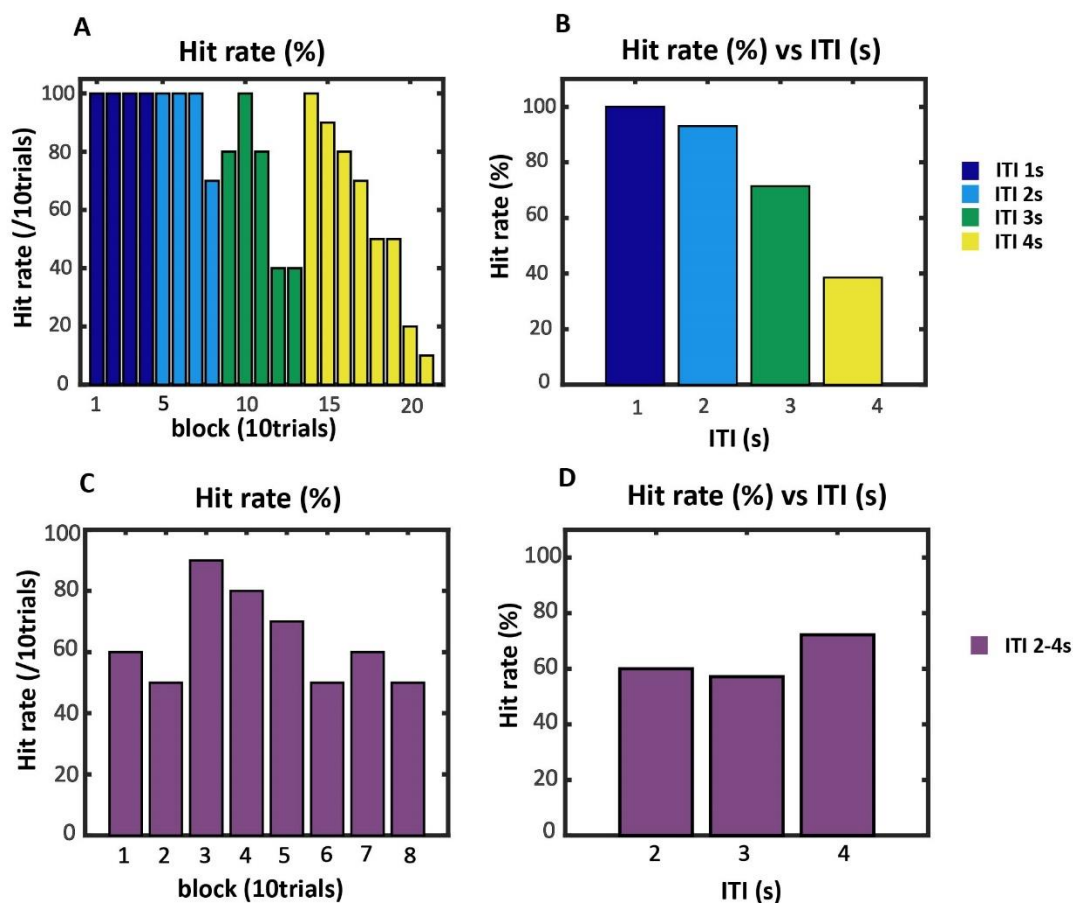 A
Hit rate (%)
Hit rate (/10trials)
100
80
60
40
20
0
1 5 10 15 20
block (10trials)
B
Hit rate (%) vs ITI (s)
Hit rate (%)
100
80
60
40
20
0
1 2 3 4
ITI (s)
ITI 1s
ITI 2s
ITI 3s
ITI 4s
C
Hit rate (%)
Hit rate (/10trials)
100
80
60
40
20
0
1 2 3 4 5 6 7 8
block (10trials)
D
Hit rate (%) vs ITI (s)
Hit rate (%)
100
80
60
40
20
0
2 3 4
ITI (s)
ITI 2-4s